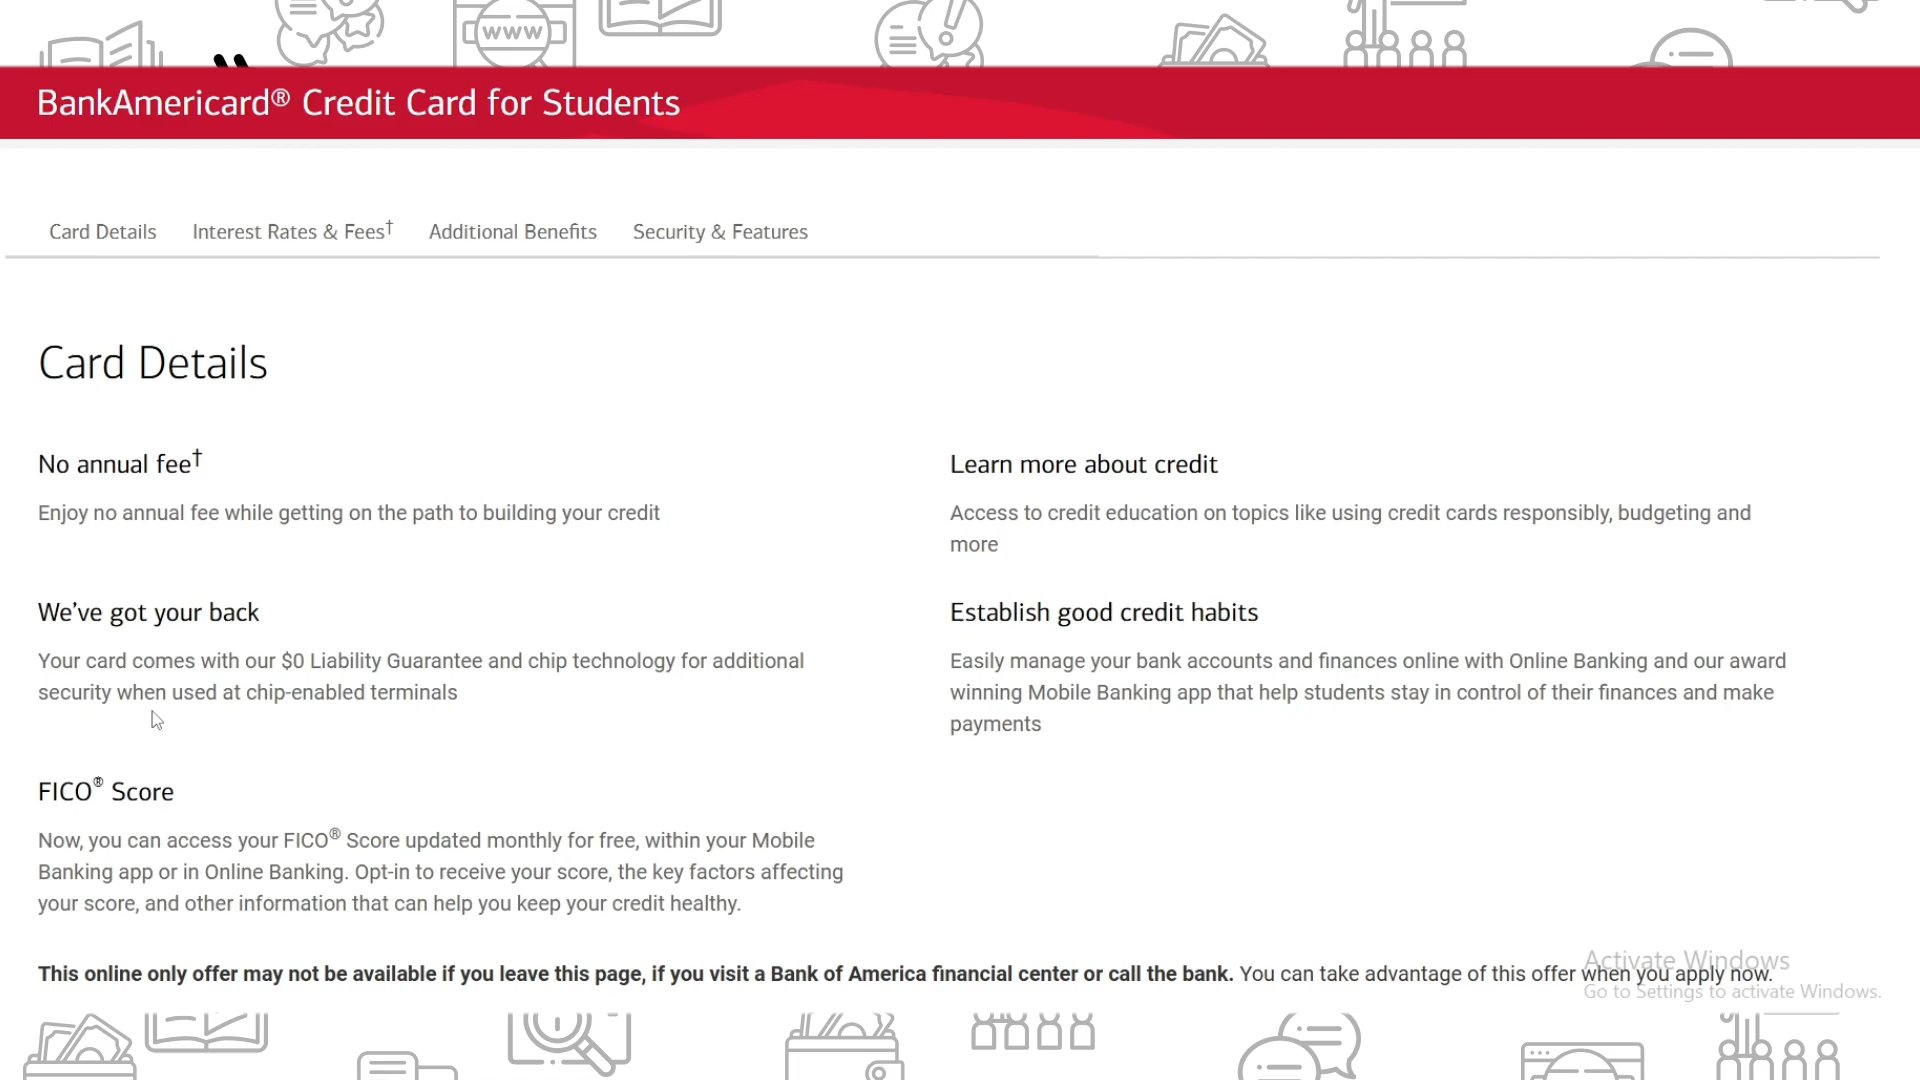 www
BankAmericard® Credit Card for Students
Card Details Interest Rates & Fees† Additional Benefits Security & Features
Card Details
No annual fee†
Enjoy no annual fee while getting on the path to building your credit
Learn more about credit
Access to credit education on topics like using credit cards responsibly, budgeting and
more
We’ve got your back
Your card comes with our $0 Liability Guarantee and chip technology for additional
security when used at chip-enabled terminals
Establish good credit habits
Easily manage your bank accounts and finances online with Online Banking and our award
winning Mobile Banking app that help students stay in control of their finances and make
payments
FICO® Score
Now, you can access your FICO® Score updated monthly for free, within your Mobile
Banking app or in Online Banking. Opt-in to receive your score, the key factors affecting
your score, and other information that can help you keep your credit healthy.
This online only offer may not be available if you leave this page, if you visit a Bank of America financial center or call the bank. You can take advantage of this offer when you apply now.
Activate Windows
Go to Settings to activate Windows.